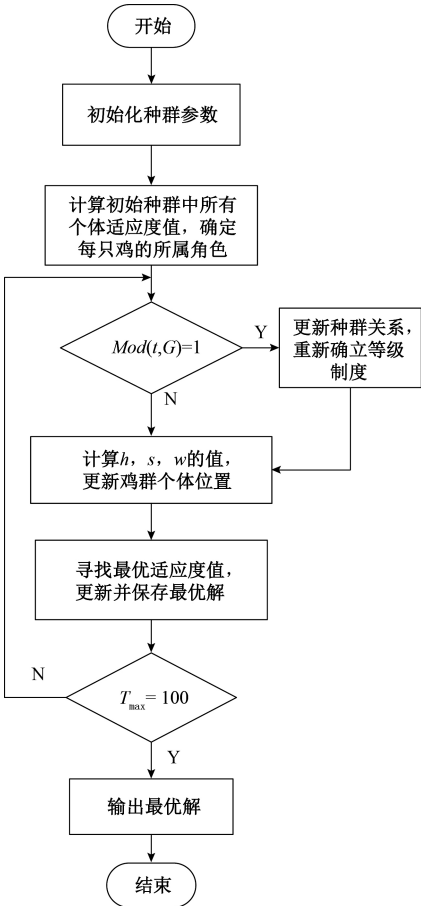 开始
初始化种群参数
计算初始种群中所有
个体适应度值，确定
每只鸡的所属角色
Mod(t,G)=1
Y
更新种群关系，
重新确立等级
制度
N
计算h，s，w的值，
更新鸡群个体位置
寻找最优适应度值，
更新并保存最优解
N
Tmax= 100
Y
输出最优解
结束